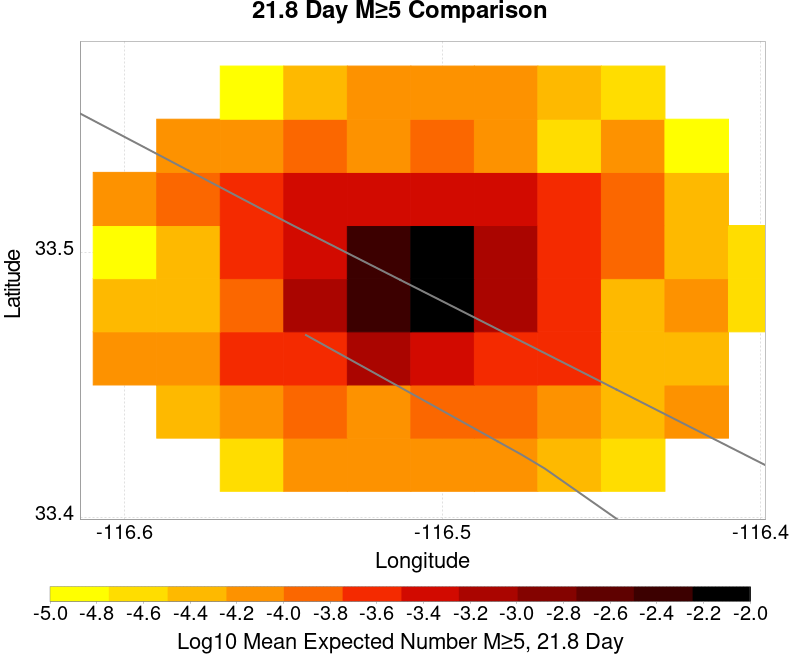 21.8 Day M≥5 Comparison
Latitude
33.5
33.4
-116.6 -116.5 -116.4
Longitude
-5.0 -4.8 -4.6 -4.4 -4.2 -4.0 -3.8 -3.6 -3.4 -3.2 -3.0 -2.8 -2.6 -2.4 -2.2 -2.0
Log10 Mean Expected Number M≥5, 21.8 Day